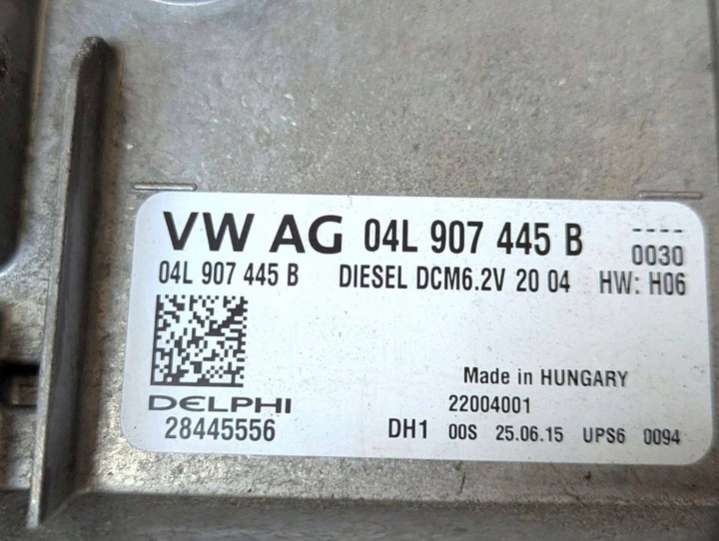 VW AG 04L 907 445 B ----
0030
04L 907 445 B DIESEL DCM6.2V 20 04 HW: H06
Made in HUNGARY
DELPHI 22004001
28445556 DH1 00S 25.06.15 UPS6 0094